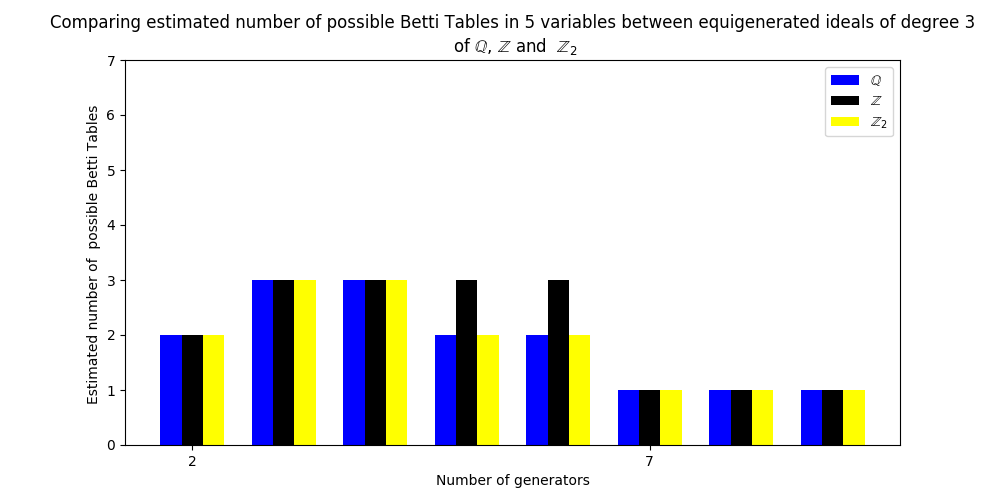 Comparing estimated number of possible Betti Tables in 5 variables between equigenerated ideals of degree 3
of ℚ, ℤ and ℤ₂
7
6
5
4
3
2
1
0
Estimated number of possible Betti Tables
ℚ
ℤ
ℤ₂
2 7
Number of generators